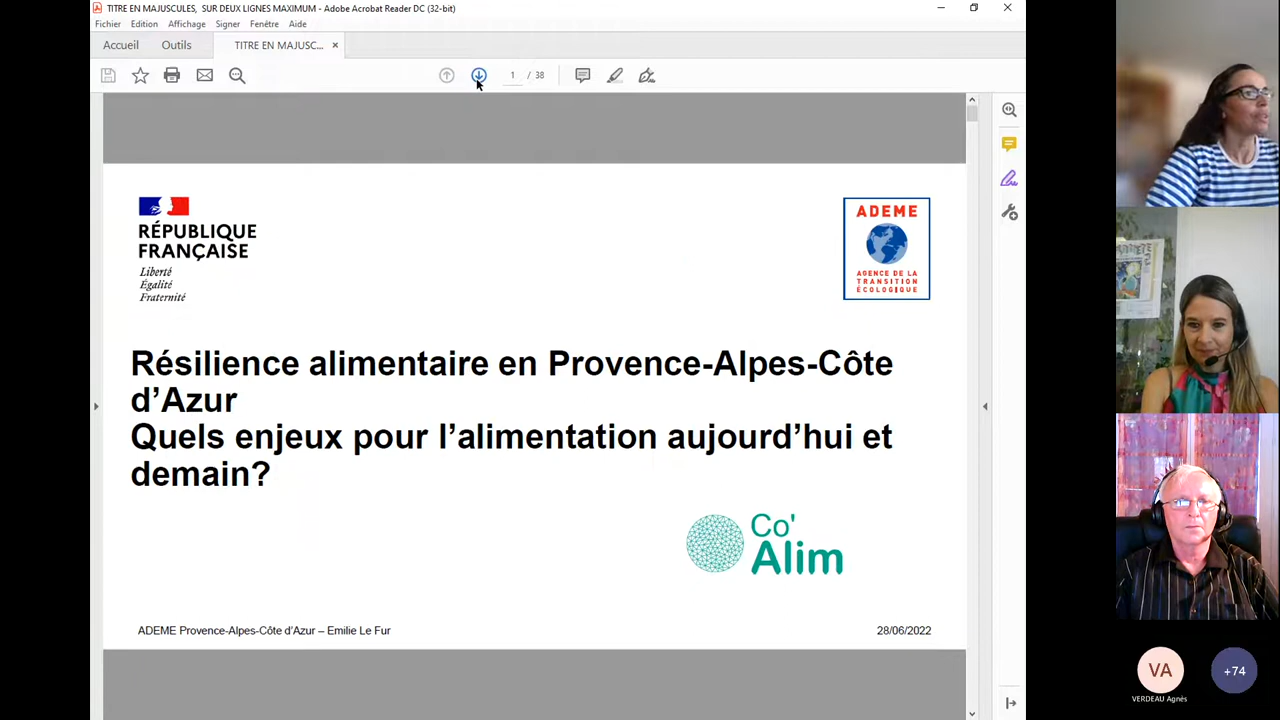 TITRE EN MAJUSCULES, SUR DEUX LIGNES MAXIMUM - Adobe Acrobat Reader DC (32-bit)
Fichier Edition Affichage Signer Fenêtre Aide
Accueil Outils TITRE EN MAJUSC... ×
1 / 38
RÉPUBLIQUE
FRANÇAISE
Liberté
Égalité
Fraternité
ADEME
AGENCE DE LA
TRANSITION
ÉCOLOGIQUE
Résilience alimentaire en Provence-Alpes-Côte
d'Azur
Quels enjeux pour l'alimentation aujourd'hui et
demain?
Co'
Alim
ADEME Provence-Alpes-Côte d'Azur – Emilie Le Fur 28/06/2022
VA +74
VERDEAU Agnès